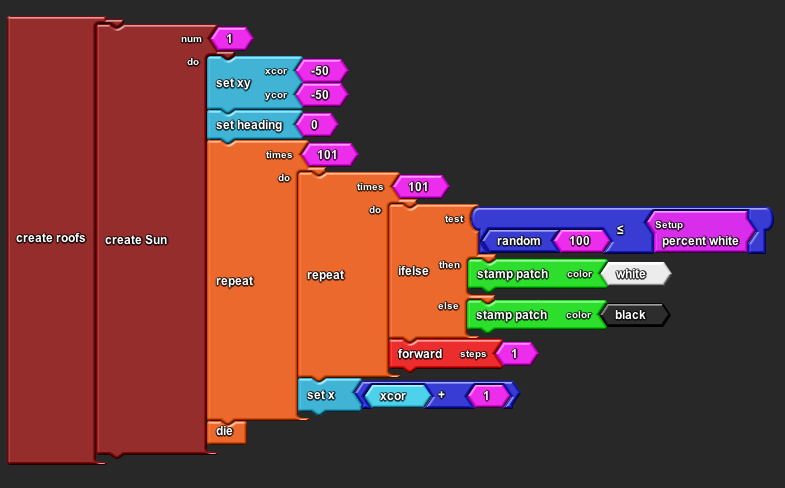 create roofs
create Sun
num 1
do
set xy
xcor -50
ycor -50
set heading 0
repeat
times 101
do
repeat
times 101
do
ifelse
test
random 100 ≤ Setup percent white
then
stamp patch color white
else
stamp patch color black
forward steps 1
set x xcor + 1
die